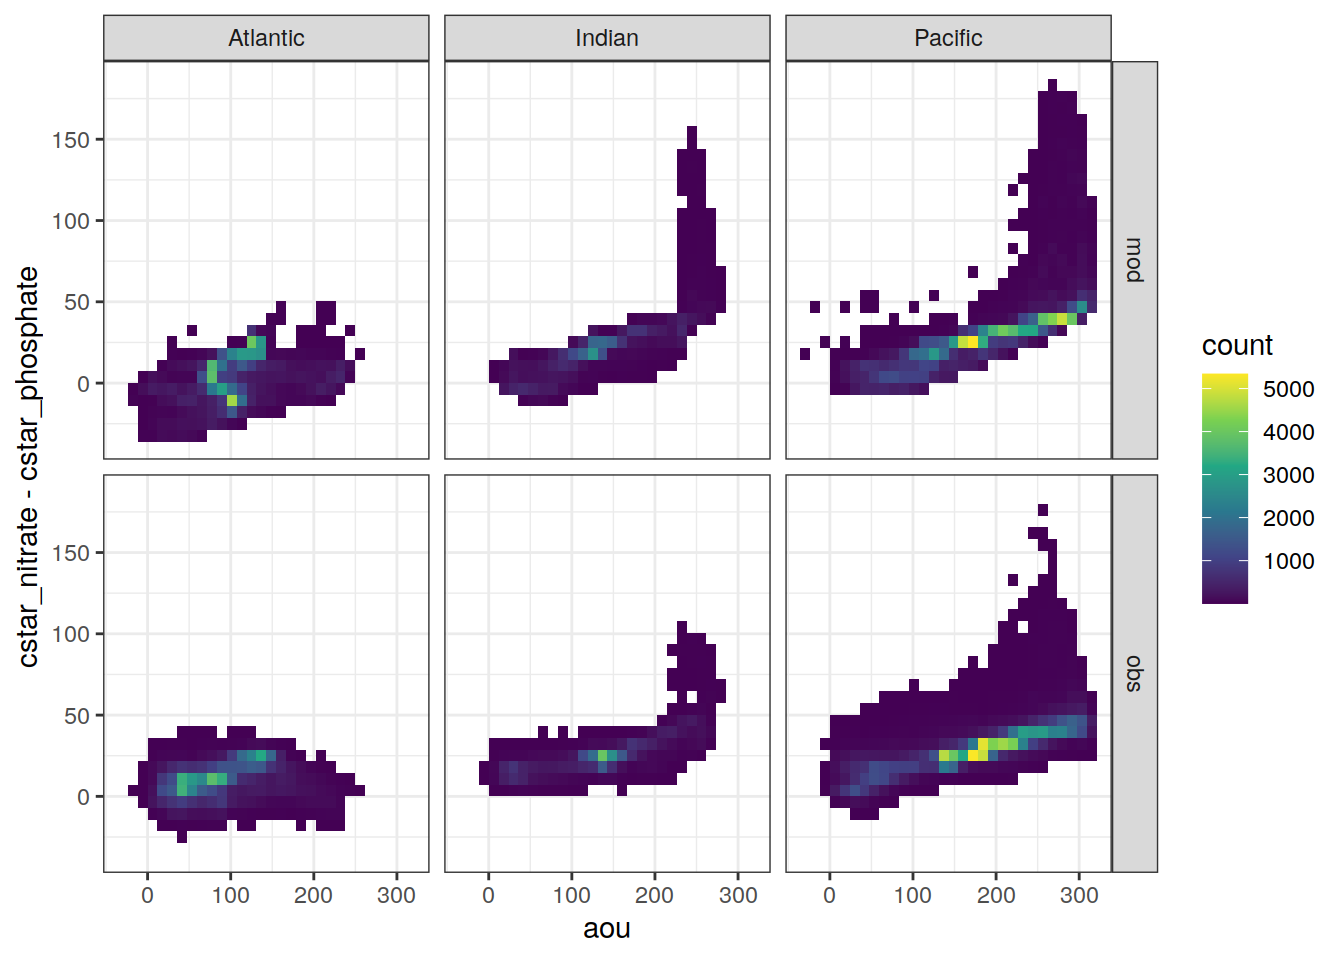 Atlantic Indian Pacific
150
100
50
0
mod
150
100
50
0
obs
0 100 200 300 0 100 200 300 0 100 200 300
aou
cstar_nitrate - cstar_phosphate
count
5000
4000
3000
2000
1000